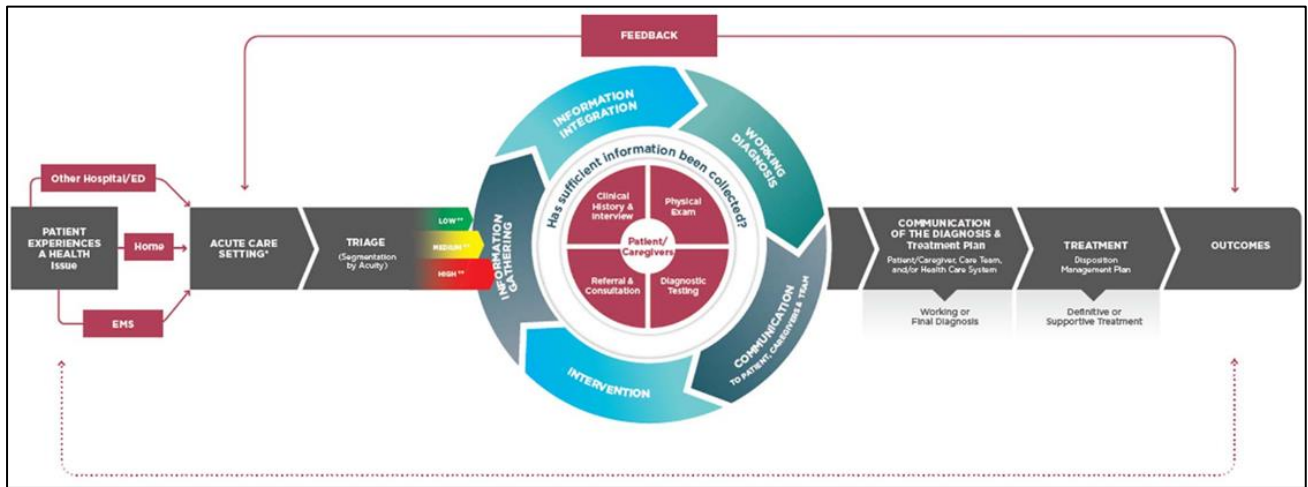 FEEDBACK
Other Hospital/ED
PATIENT
EXPERIENCES
A HEALTH
Issue
Home
EMS
ACUTE CARE
SETTING*
TRIAGE
(Segmentation
by Acuity)
LOW**
MEDIUM**
HIGH**
INFORMATION
GATHERING
INFORMATION
INTEGRATION
WORKING
DIAGNOSIS
COMMUNICATION
TO PATIENT, CAREGIVERS & TEAM
INTERVENTION
Has sufficient information been collected?
Clinical
History &
Interview
Physical
Exam
Patient/
Caregivers
Referral &
Consultation
Diagnostic
Testing
COMMUNICATION
OF THE DIAGNOSIS &
Treatment Plan
Patient/Caregiver, Care Team,
and/or Health Care System
Working or
Final Diagnosis
TREATMENT
Disposition
Management Plan
Definitive or
Supportive Treatment
OUTCOMES